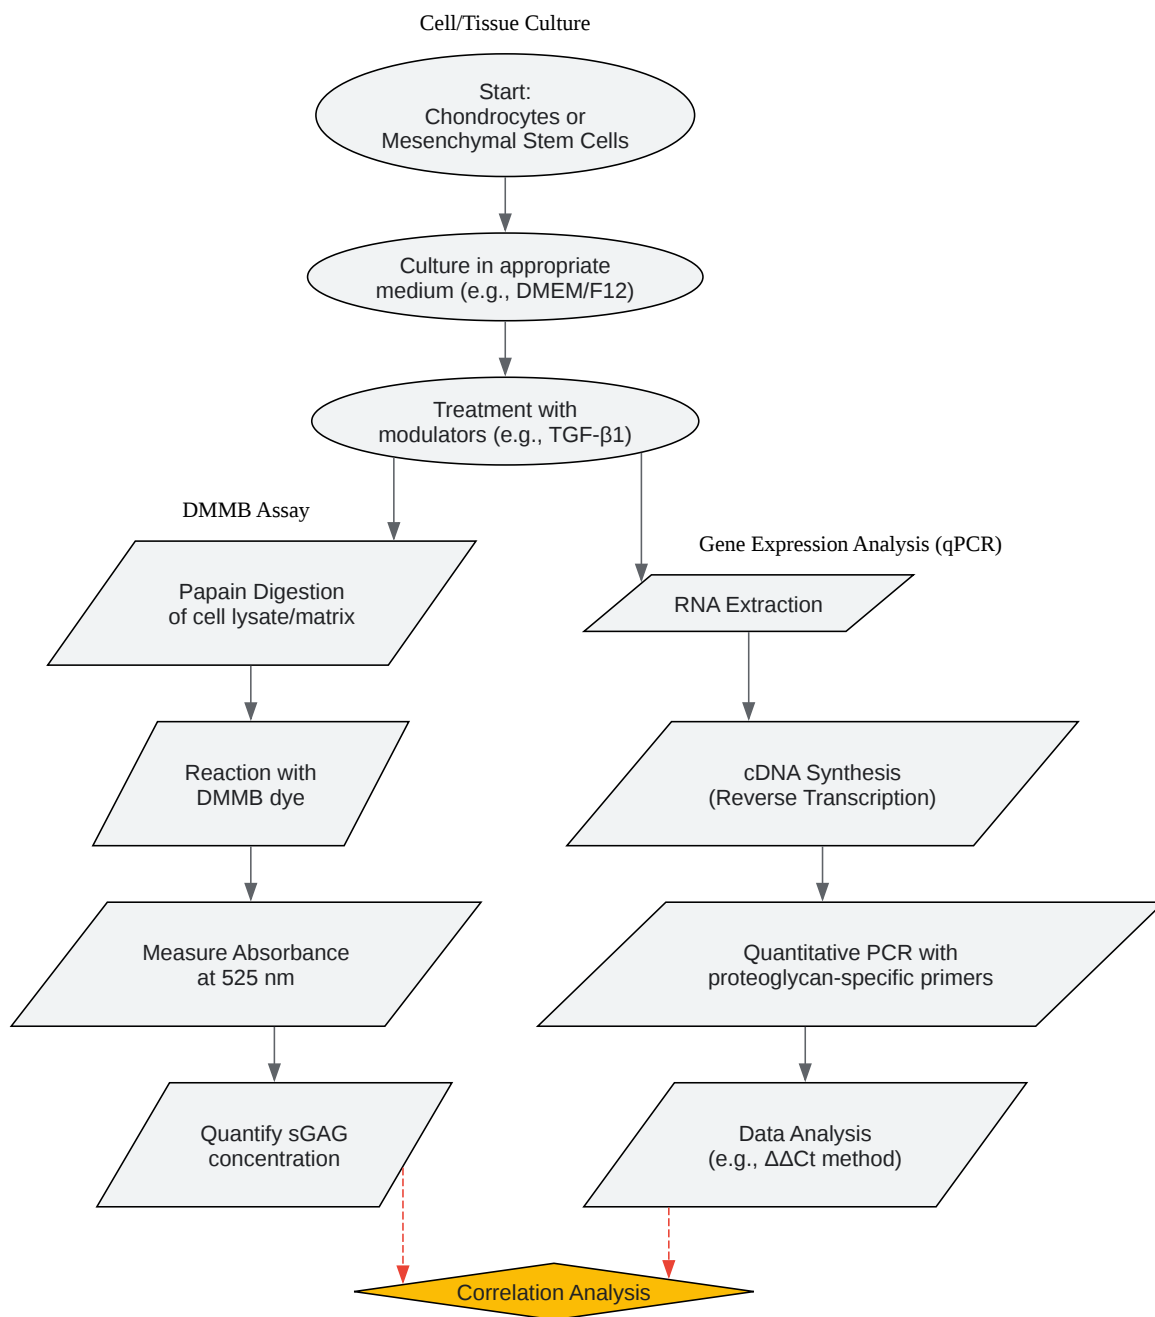 Cell/Tissue Culture
Start:
Chondrocytes or
Mesenchymal Stem Cells
Culture in appropriate
medium (e.g., DMEM/F12)
Treatment with
modulators (e.g., TGF-β1)
DMMB Assay
Papain Digestion
of cell lysate/matrix
Reaction with
DMMB dye
Measure Absorbance
at 525 nm
Quantify sGAG
concentration
Gene Expression Analysis (qPCR)
RNA Extraction
cDNA Synthesis
(Reverse Transcription)
Quantitative PCR with
proteoglycan-specific primers
Data Analysis
(e.g., ΔΔCt method)
Correlation Analysis